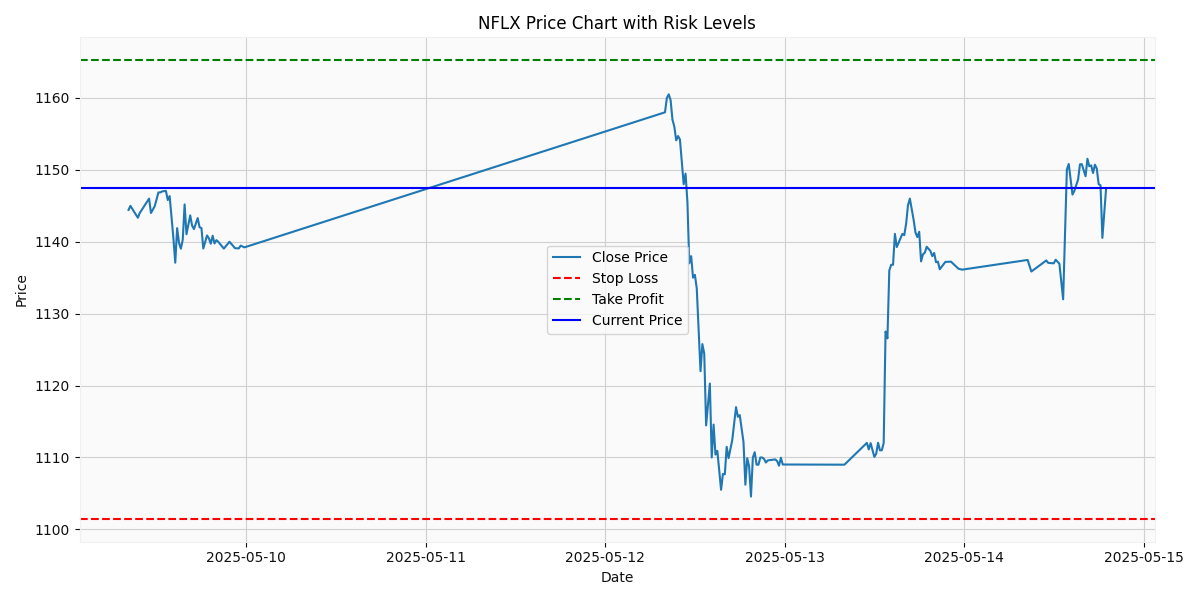 NFLX Price Chart with Risk Levels
1160
1150
1140
1130
1120
1110
1100
Price
Close Price
Stop Loss
Take Profit
Current Price
2025-05-10
2025-05-11
2025-05-12
2025-05-13
2025-05-14
2025-05-15
Date